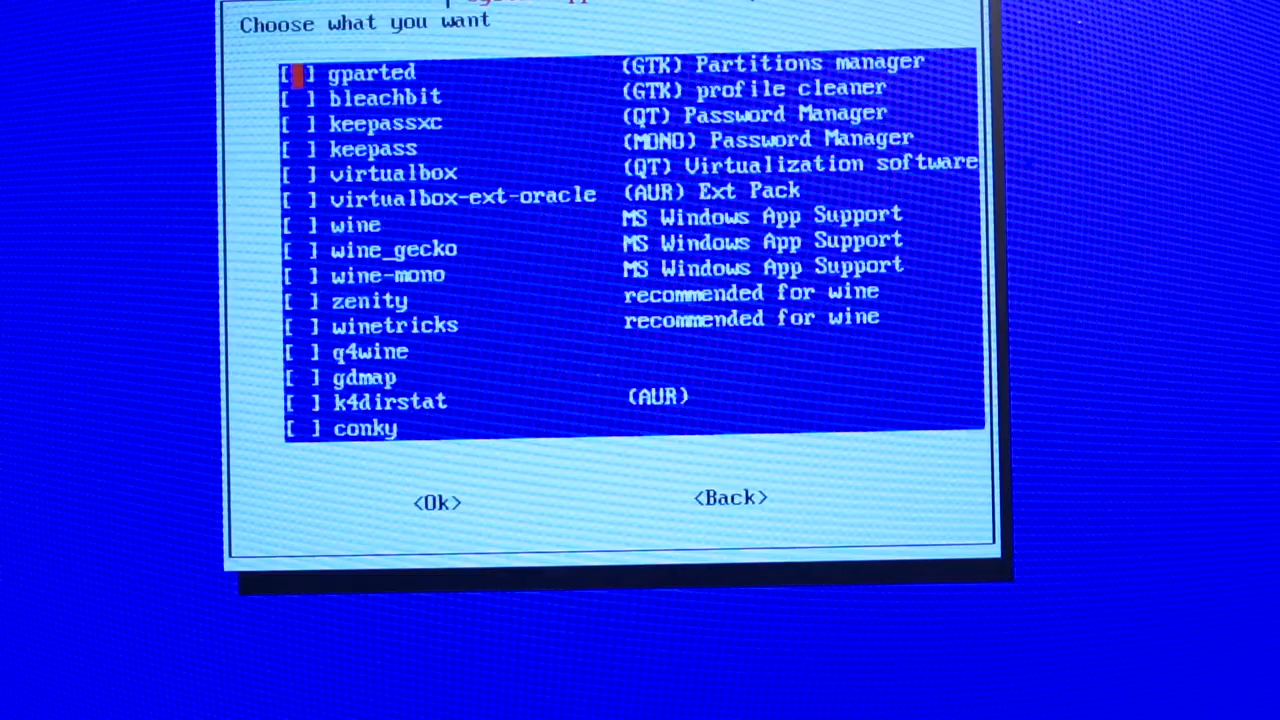 Choose what you want
[ ] gparted (GTK) Partitions manager
[ ] bleachbit (GTK) profile cleaner
[ ] keepassxc (QT) Password Manager
[ ] keepass (MONO) Password Manager
[ ] virtualbox (QT) Virtualization software
[ ] virtualbox-ext-oracle (AUR) Ext Pack
[ ] wine MS Windows App Support
[ ] wine_gecko MS Windows App Support
[ ] wine-mono MS Windows App Support
[ ] zenity recommended for wine
[ ] winetricks recommended for wine
[ ] q4wine
[ ] gdmap
[ ] k4dirstat (AUR)
[ ] conky
<Ok> <Back>